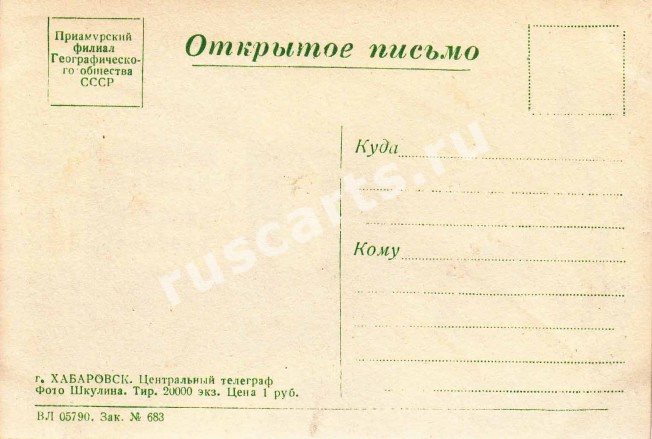 Приамурский
филиал
Географическо-
го общества
СССР
Открытое письмо
Куда
Кому
г. ХАБАРОВСК. Центральный телеграф
Фото Шкулина. Тир. 20000 экз. Цена 1 руб.
ВЛ 05790. Зак. № 683
ruscarts.ru